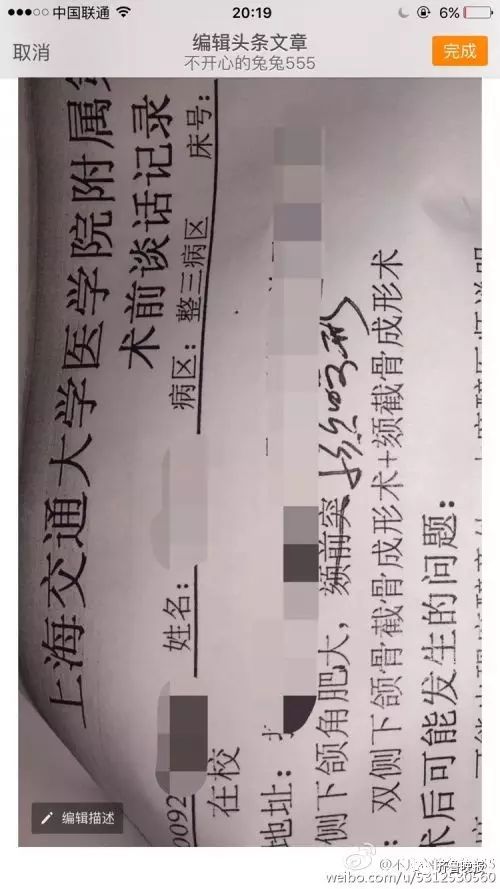 中国联通 20:19 6%
取消 编辑头条文章 完成
不开心的兔兔555
上海交通大学医学院附属
术前谈话记录
姓名: 病区: 整三病区 床号:
0092
在校
地址:
侧下颌角肥大, 颏前突
: 双侧下颌骨截骨成形术+颏截骨成形术
术后可能发生的问题:
编辑描述
齐鲁晚报
weibo.com/u/5312530560